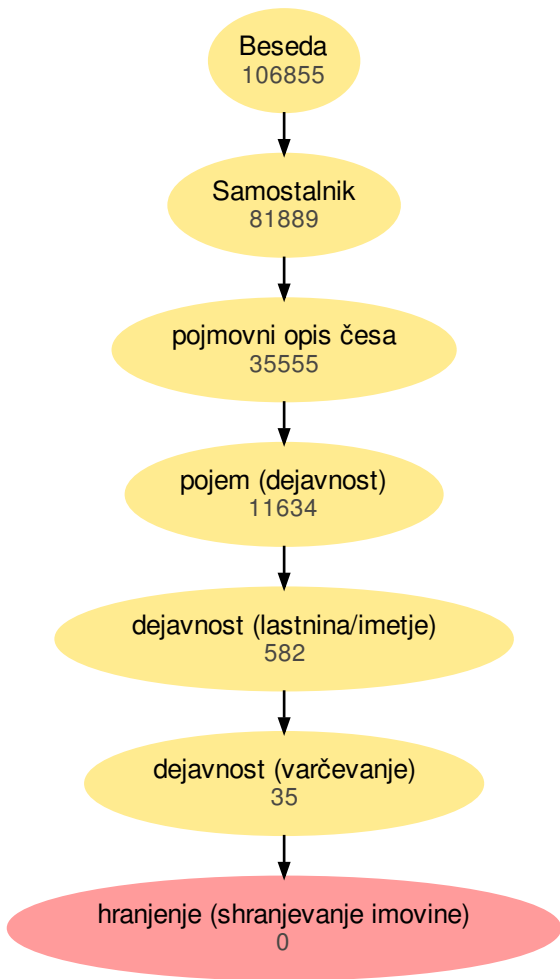 Beseda
106855
Samostalnik
81889
pojmovni opis česa
35555
pojem (dejavnost)
11634
dejavnost (lastnina/imetje)
582
dejavnost (varčevanje)
35
hranjenje (shranjevanje imovine)
0